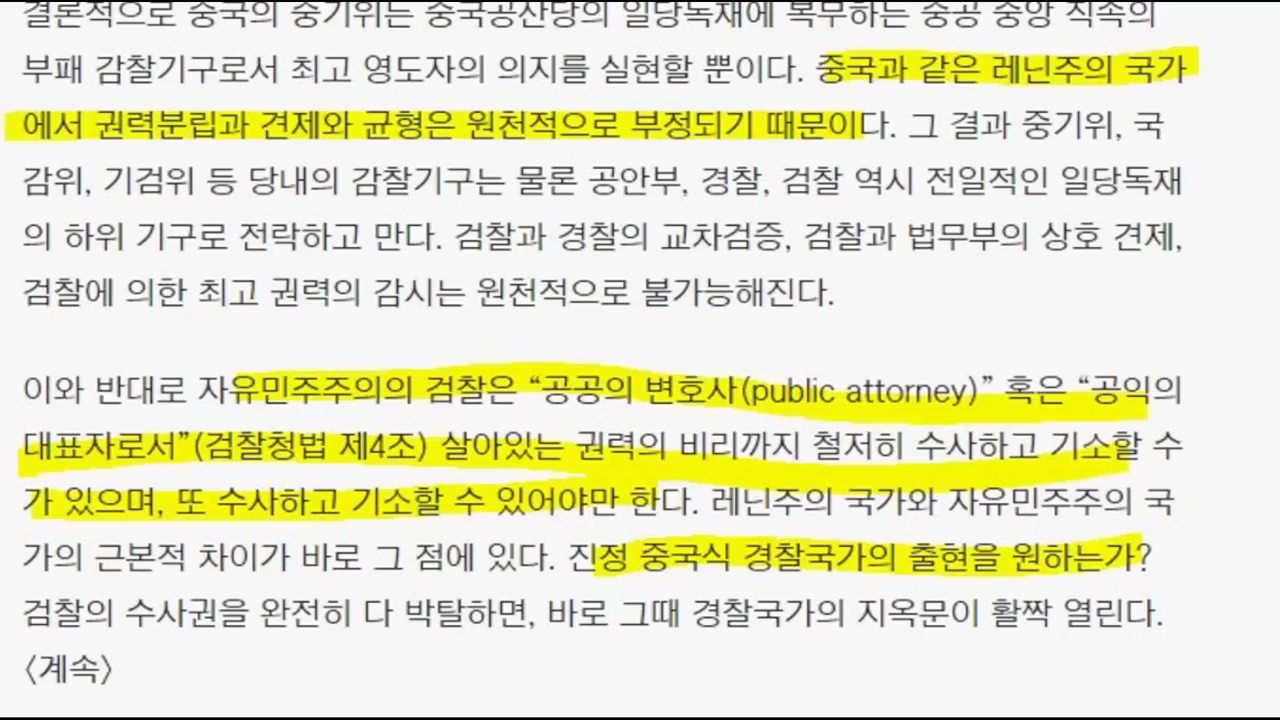 결론적으로 중국의 중기위는 중국공산당의 일당독재에 복무하는 중공 중앙 직속의
부패 감찰기구로서 최고 영도자의 의지를 실현할 뿐이다. 중국과 같은 레닌주의 국가
에서 권력분립과 견제와 균형은 원천적으로 부정되기 때문이다. 그 결과 중기위, 국
감위, 기검위 등 당내의 감찰기구는 물론 공안부, 경찰, 검찰 역시 전일적인 일당독재
의 하위 기구로 전락하고 만다. 검찰과 경찰의 교차검증, 검찰과 법무부의 상호 견제,
검찰에 의한 최고 권력의 감시는 원천적으로 불가능해진다.
이와 반대로 자유민주주의의 검찰은 “공공의 변호사(public attorney)” 혹은 “공익의
대표자로서”(검찰청법 제4조) 살아있는 권력의 비리까지 철저히 수사하고 기소할 수
가 있으며, 또 수사하고 기소할 수 있어야만 한다. 레닌주의 국가와 자유민주주의 국
가의 근본적 차이가 바로 그 점에 있다. 진정 중국식 경찰국가의 출현을 원하는가?
검찰의 수사권을 완전히 다 박탈하면, 바로 그때 경찰국가의 지옥문이 활짝 열린다.
〈계속〉